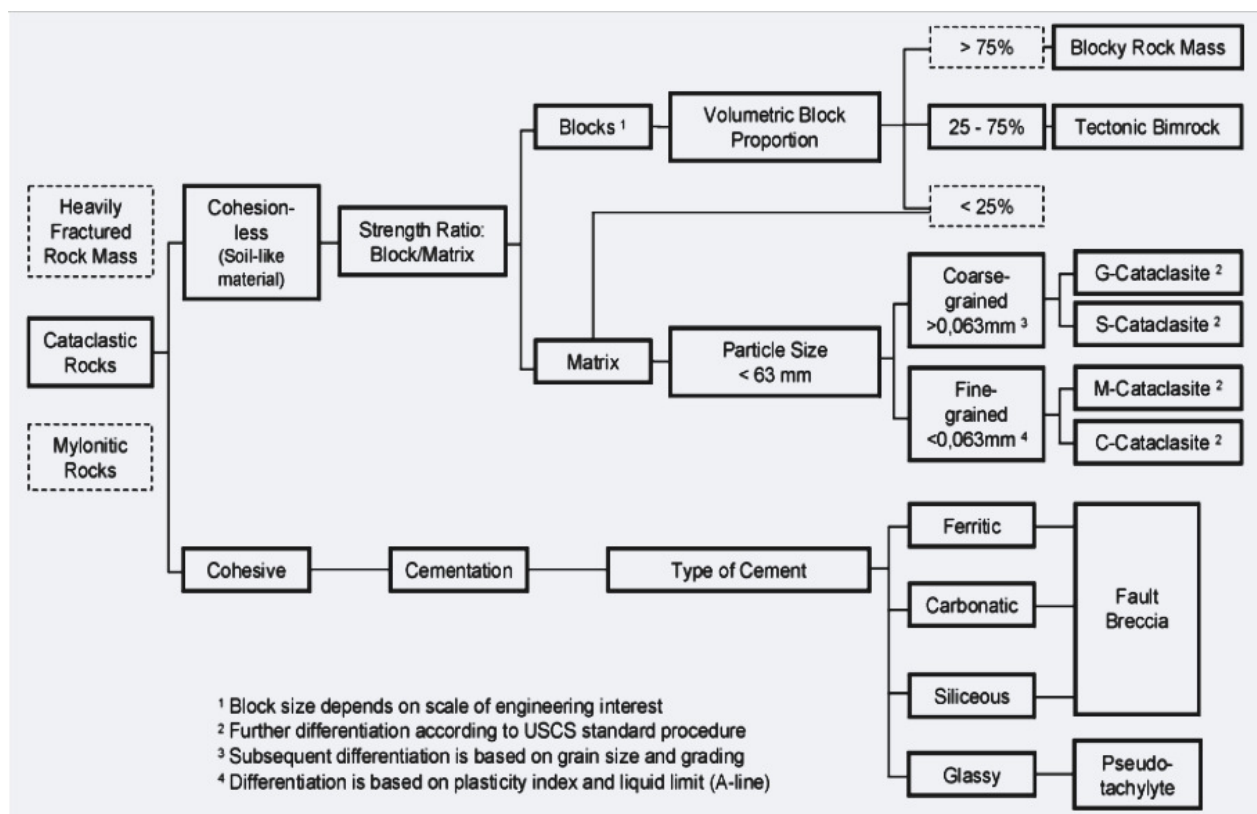 > 75%
Blocky Rock Mass
Blocks ¹
Volumetric Block
Proportion
25 - 75%
Tectonic Bimrock
Heavily
Fractured
Rock Mass
Cohesion-
less
(Soil-like
material)
Strength Ratio:
Block/Matrix
< 25%
Cataclastic
Rocks
Matrix
Particle Size
< 63 mm
Coarse-
grained
>0,063mm ³
G-Cataclasite ²
S-Cataclasite ²
Fine-
grained
<0,063mm ⁴
M-Cataclasite ²
C-Cataclasite ²
Mylonitic
Rocks
Cohesive
Cementation
Type of Cement
Ferritic
Carbonatic
Siliceous
Fault
Breccia
Glassy
Pseudo-
tachylyte
¹ Block size depends on scale of engineering interest
² Further differentiation according to USCS standard procedure
³ Subsequent differentiation is based on grain size and grading
⁴ Differentiation is based on plasticity index and liquid limit (A-line)